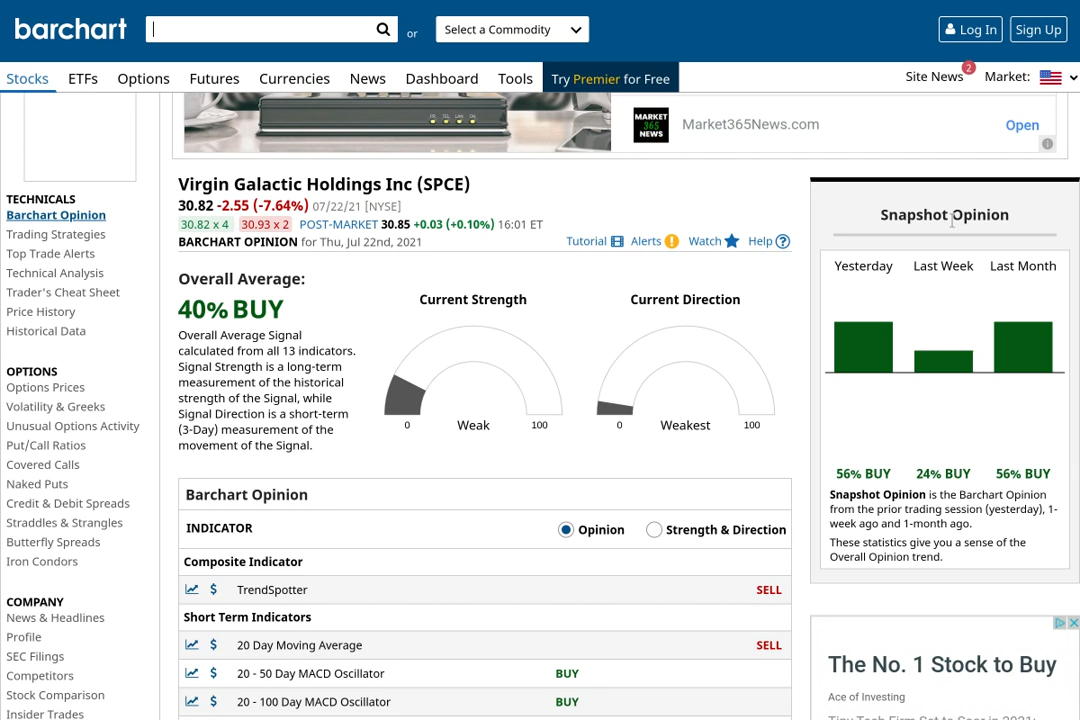 barchart
or
Select a Commodity
Log In
Sign Up
Stocks ETFs Options Futures Currencies News Dashboard Tools Try Premier for Free
Site News 2 Market:
MARKET 365 NEWS
Market365News.com
Open
TECHNICALS
Barchart Opinion
Trading Strategies
Top Trade Alerts
Technical Analysis
Trader's Cheat Sheet
Price History
Historical Data
OPTIONS
Options Prices
Volatility & Greeks
Unusual Options Activity
Put/Call Ratios
Covered Calls
Naked Puts
Credit & Debit Spreads
Straddles & Strangles
Butterfly Spreads
Iron Condors
COMPANY
News & Headlines
Profile
SEC Filings
Competitors
Stock Comparison
Insider Trades
Virgin Galactic Holdings Inc (SPCE)
30.82 -2.55 (-7.64%) 07/22/21 [NYSE]
30.82 x 4 30.93 x 2 POST-MARKET 30.85 +0.03 (+0.10%) 16:01 ET
BARCHART OPINION for Thu, Jul 22nd, 2021
Tutorial Alerts Watch Help
Overall Average:
40% BUY
Overall Average Signal
calculated from all 13 indicators.
Signal Strength is a long-term
measurement of the historical
strength of the Signal, while
Signal Direction is a short-term
(3-Day) measurement of the
movement of the Signal.
Current Strength
0 Weak 100
Current Direction
0 Weakest 100
Barchart Opinion
INDICATOR Opinion Strength & Direction
Composite Indicator
TrendSpotter SELL
Short Term Indicators
20 Day Moving Average SELL
20 - 50 Day MACD Oscillator BUY
20 - 100 Day MACD Oscillator BUY
Snapshot Opinion
Yesterday Last Week Last Month
56% BUY 24% BUY 56% BUY
Snapshot Opinion is the Barchart Opinion
from the prior trading session (yesterday), 1-
week ago and 1-month ago.
These statistics give you a sense of the
Overall Opinion trend.
The No. 1 Stock to Buy
Ace of Investing